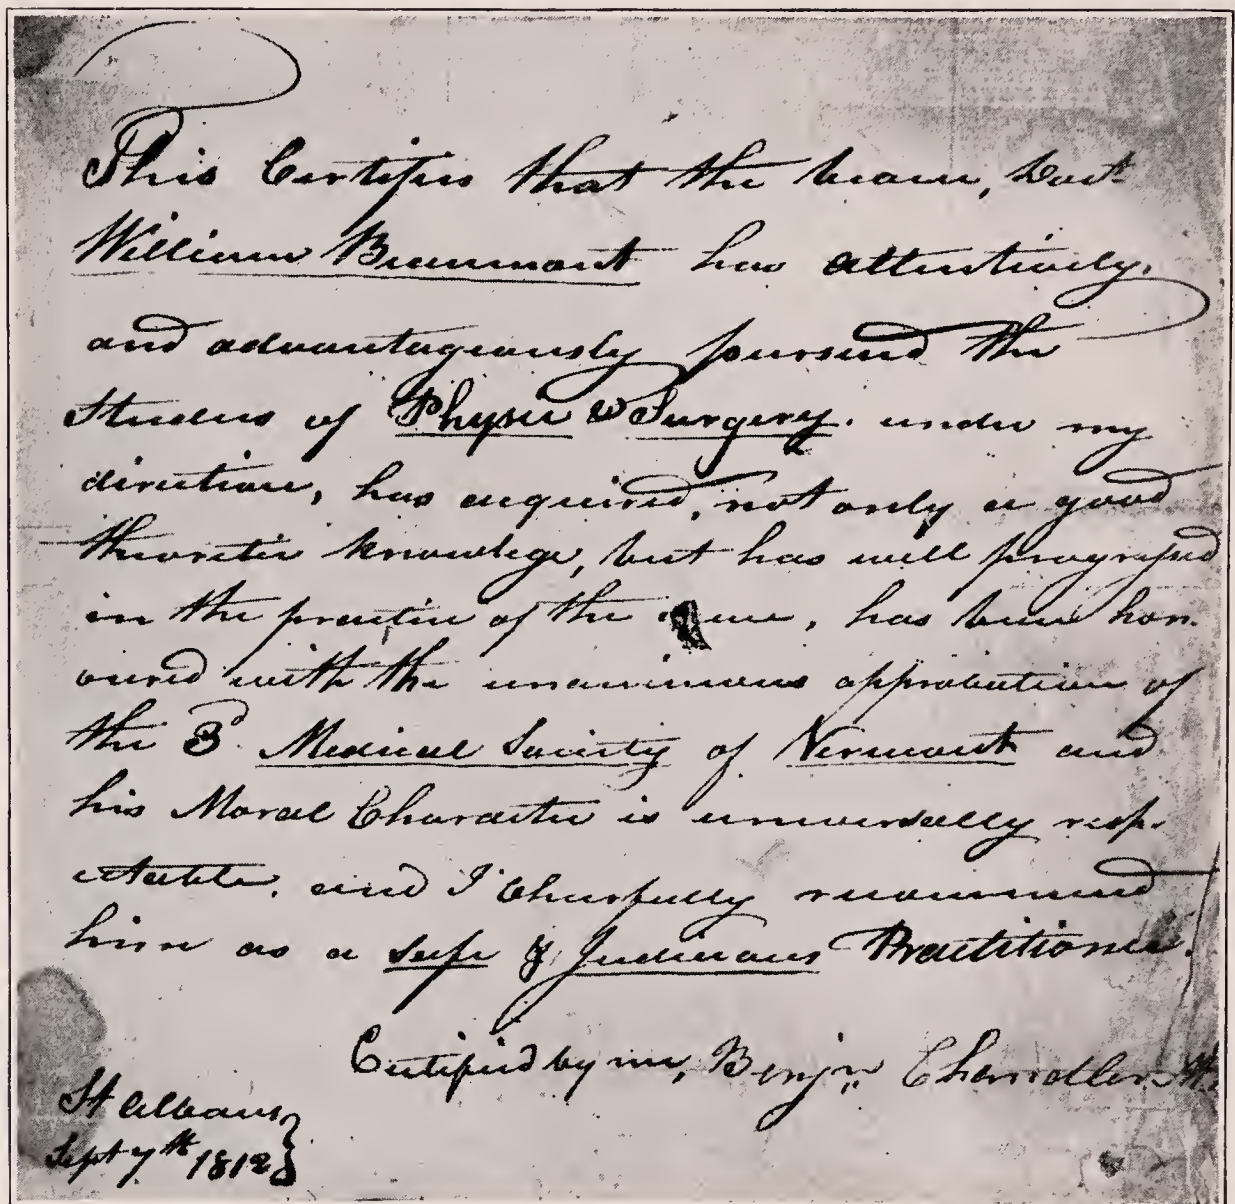 This Certifies that the bearer, Doct.
William Beaumont has attentively,
and advantageously pursued the
Studies of Physic & Surgery. under my
direction, has acquired, not only a good
theoretic knowlege, but has well progressed
in the practice of the same, has been hon-
oured with the unanimous approbation of
the 3d Medical Society of Vermont and
his Moral Character is universally resp-
ectable, and I Chearfully recommend
him as a safe & Judicious Practitioner.
Certified by me, Benjn. Chandler
St Albans
Sept 7th 1812